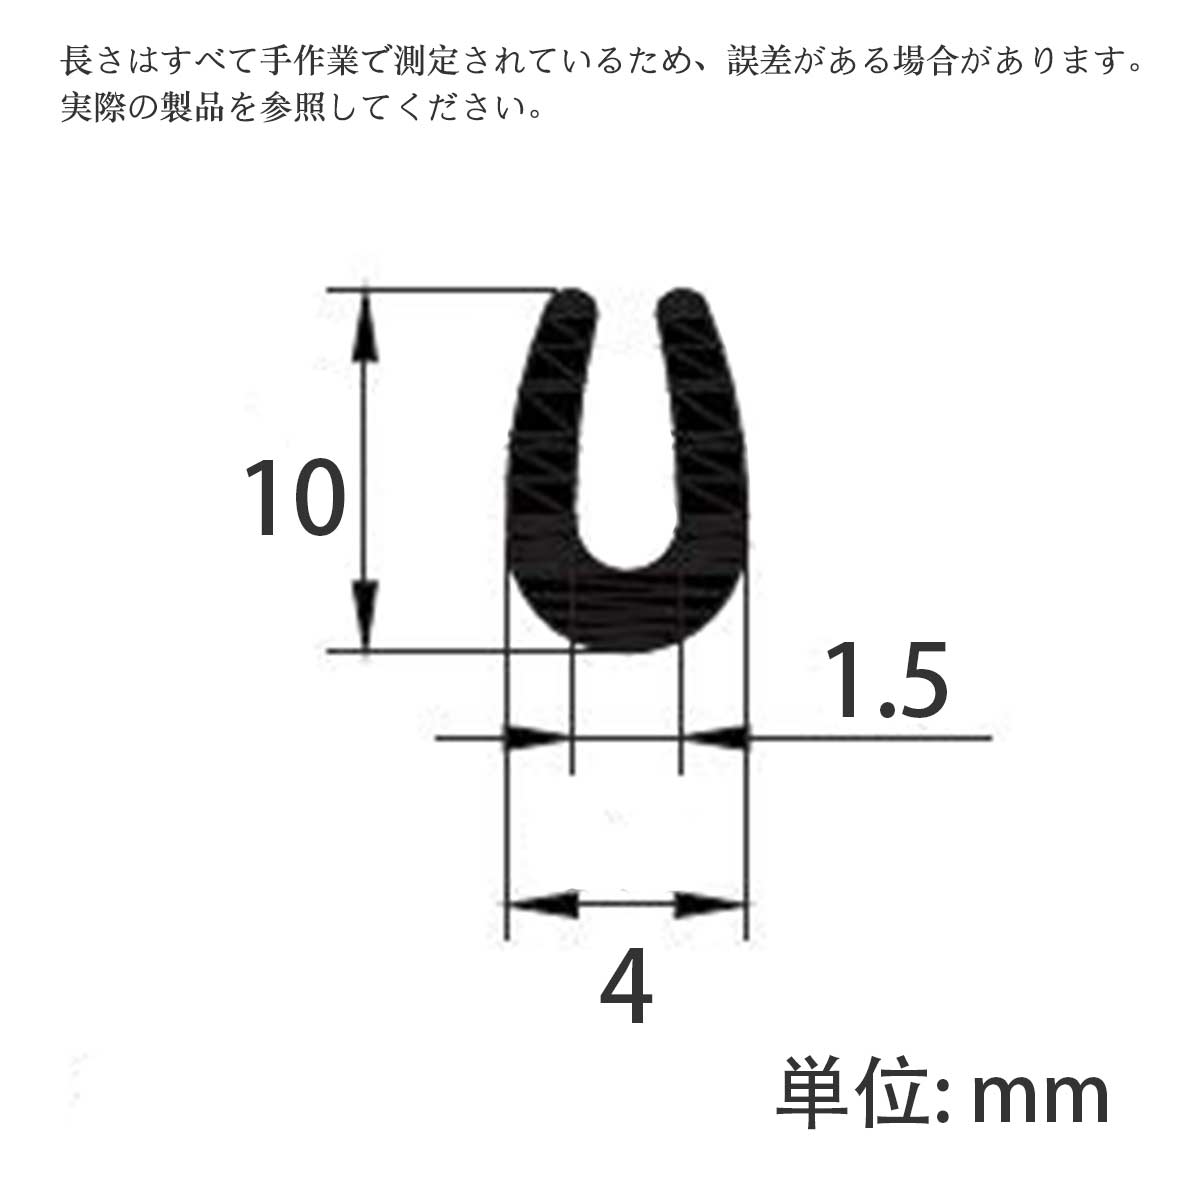 長さはすべて手作業で測定されているため、誤差がある場合があります。
実際の製品を参照してください。
10
1.5
4
単位: mm